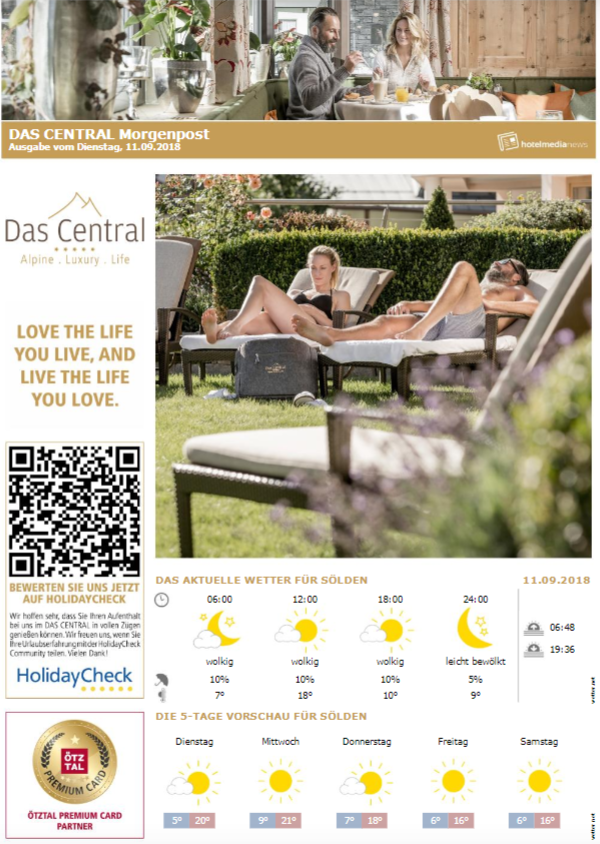 DAS CENTRAL Morgenpost
Ausgabe vom Dienstag, 11.09.2018
hotelmedianews
Das Central
Alpine . Luxury . Life
LOVE THE LIFE
YOU LIVE, AND
LIVE THE LIFE
YOU LOVE.
BEWERTEN SIE UNS JETZT
AUF HOLIDAYCHECK
Wir hoffen sehr, dass Sie Ihren Aufenthalt
bei uns im DAS CENTRAL in vollen Zügen
genießen können. Wir freuen uns, wenn Sie
Ihre Urlaubserfahrung mit der HolidayCheck
Community teilen. Vielen Dank!
HolidayCheck
ÖTZ
TAL
PREMIUM CARD
ÖTZTAL PREMIUM CARD
PARTNER
DAS AKTUELLE WETTER FÜR SÖLDEN 11.09.2018
06:00 12:00 18:00 24:00
wolkig wolkig wolkig leicht bewölkt
10% 10% 10% 5%
7° 18° 10° 9°
06:48
19:36
DIE 5-TAGE VORSCHAU FÜR SÖLDEN
Dienstag Mittwoch Donnerstag Freitag Samstag
5° 20° 9° 21° 7° 18° 6° 16° 6° 16°